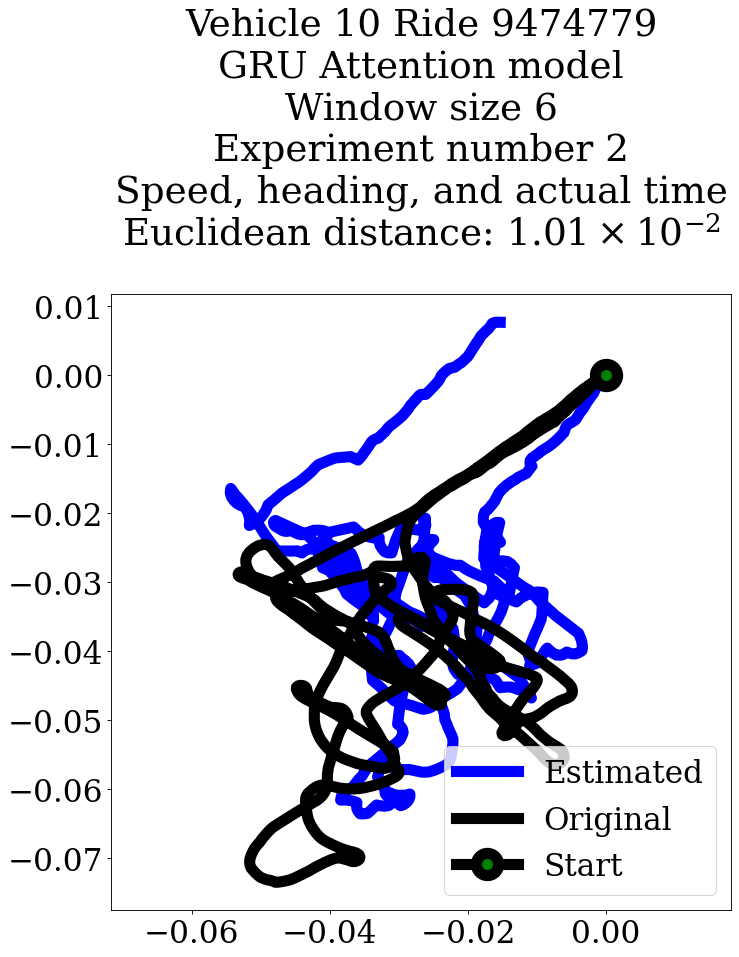 Vehicle 10 Ride 9474779
GRU Attention model
Window size 6
Experiment number 2
Speed, heading, and actual time
Euclidean distance: 1.01 × 10⁻²
0.01
0.00
−0.01
−0.02
−0.03
−0.04
−0.05
−0.06
−0.07
Estimated
Original
Start
−0.06 −0.04 −0.02 0.00